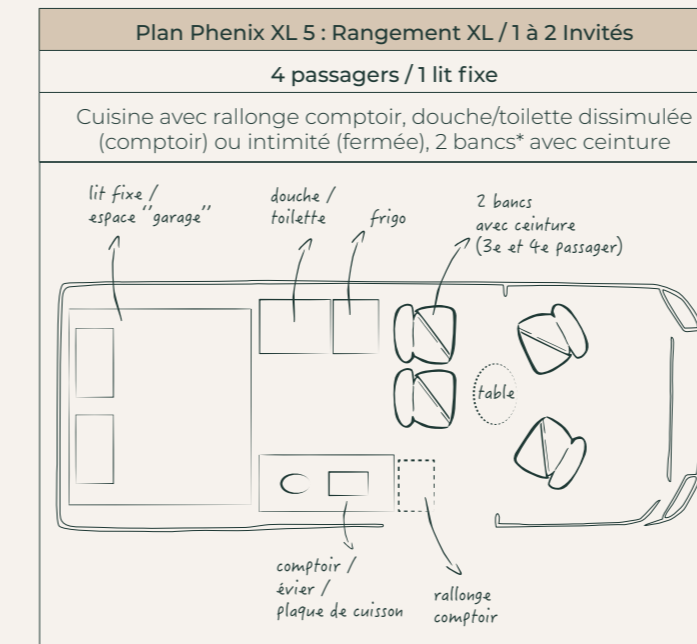 Plan Phenix XL 5 : Rangement XL / 1 à 2 Invités
4 passagers / 1 lit fixe
Cuisine avec rallonge comptoir, douche/toilette dissimulée
(comptoir) ou intimité (fermée), 2 bancs* avec ceinture
lit fixe /
espace "garage"
douche /
toilette
frigo
2 bancs
avec ceinture
(3e et 4e passager)
table
comptoir /
évier /
plaque de cuisson
rallonge
comptoir